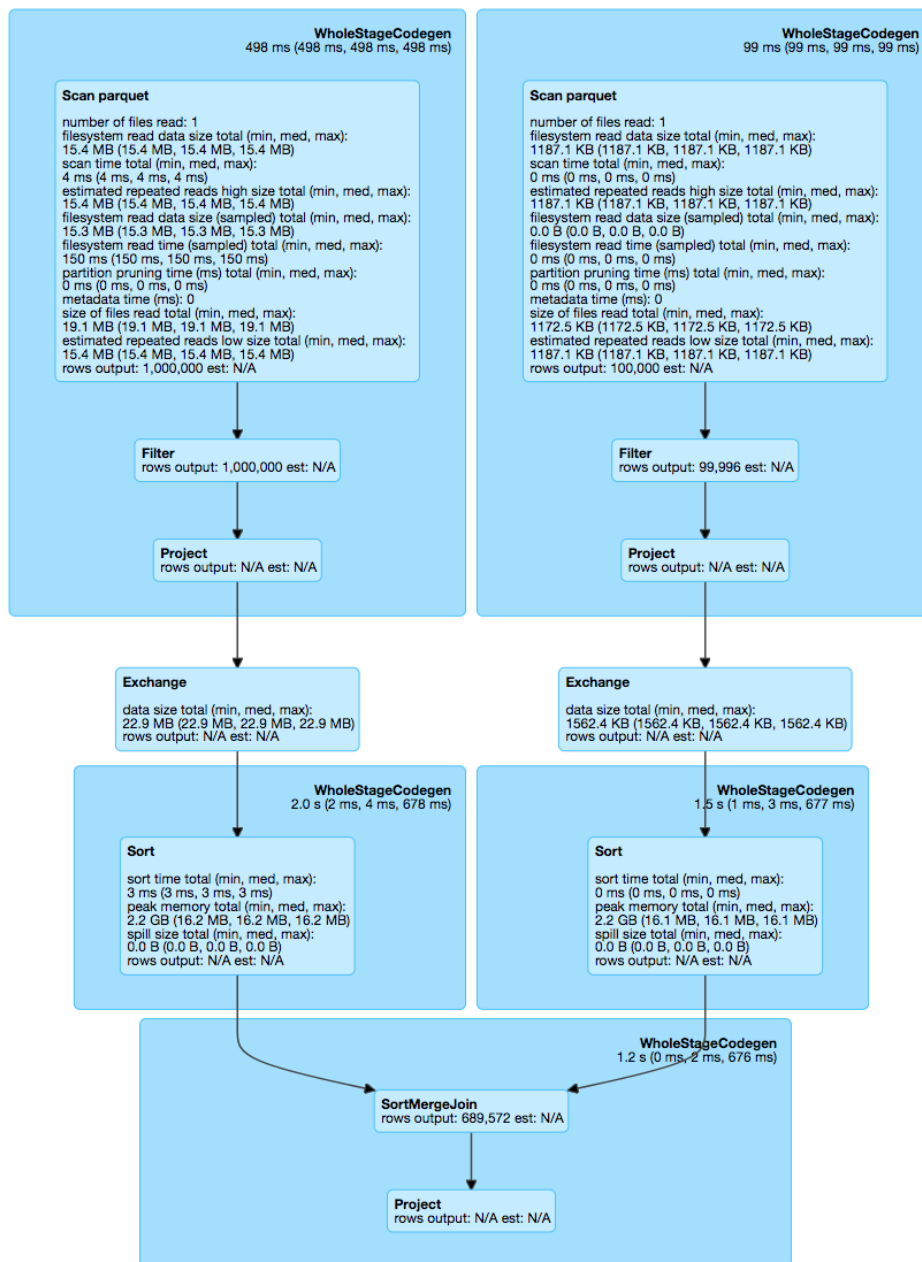 WholeStageCodegen
498 ms (498 ms, 498 ms, 498 ms)
Scan parquet
number of files read: 1
filesystem read data size total (min, med, max):
15.4 MB (15.4 MB, 15.4 MB, 15.4 MB)
scan time total (min, med, max):
4 ms (4 ms, 4 ms, 4 ms)
estimated repeated reads high size total (min, med, max):
15.4 MB (15.4 MB, 15.4 MB, 15.4 MB)
filesystem read data size (sampled) total (min, med, max):
15.3 MB (15.3 MB, 15.3 MB, 15.3 MB)
filesystem read time (sampled) total (min, med, max):
150 ms (150 ms, 150 ms, 150 ms)
partition pruning time (ms) total (min, med, max):
0 ms (0 ms, 0 ms, 0 ms)
metadata time (ms): 0
size of files read total (min, med, max):
19.1 MB (19.1 MB, 19.1 MB, 19.1 MB)
estimated repeated reads low size total (min, med, max):
15.4 MB (15.4 MB, 15.4 MB, 15.4 MB)
rows output: 1,000,000 est: N/A
Filter
rows output: 1,000,000 est: N/A
Project
rows output: N/A est: N/A
WholeStageCodegen
99 ms (99 ms, 99 ms, 99 ms)
Scan parquet
number of files read: 1
filesystem read data size total (min, med, max):
1187.1 KB (1187.1 KB, 1187.1 KB, 1187.1 KB)
scan time total (min, med, max):
0 ms (0 ms, 0 ms, 0 ms)
estimated repeated reads high size total (min, med, max):
1187.1 KB (1187.1 KB, 1187.1 KB, 1187.1 KB)
filesystem read data size (sampled) total (min, med, max):
0.0 B (0.0 B, 0.0 B, 0.0 B)
filesystem read time (sampled) total (min, med, max):
0 ms (0 ms, 0 ms, 0 ms)
partition pruning time (ms) total (min, med, max):
0 ms (0 ms, 0 ms, 0 ms)
metadata time (ms): 0
size of files read total (min, med, max):
1172.5 KB (1172.5 KB, 1172.5 KB, 1172.5 KB)
estimated repeated reads low size total (min, med, max):
1187.1 KB (1187.1 KB, 1187.1 KB, 1187.1 KB)
rows output: 100,000 est: N/A
Filter
rows output: 99,996 est: N/A
Project
rows output: N/A est: N/A
Exchange
data size total (min, med, max):
22.9 MB (22.9 MB, 22.9 MB, 22.9 MB)
rows output: N/A est: N/A
Exchange
data size total (min, med, max):
1562.4 KB (1562.4 KB, 1562.4 KB, 1562.4 KB)
rows output: N/A est: N/A
WholeStageCodegen
2.0 s (2 ms, 4 ms, 678 ms)
Sort
sort time total (min, med, max):
3 ms (3 ms, 3 ms, 3 ms)
peak memory total (min, med, max):
2.2 GB (16.2 MB, 16.2 MB, 16.2 MB)
spill size total (min, med, max):
0.0 B (0.0 B, 0.0 B, 0.0 B)
rows output: N/A est: N/A
WholeStageCodegen
1.5 s (1 ms, 3 ms, 677 ms)
Sort
sort time total (min, med, max):
0 ms (0 ms, 0 ms, 0 ms)
peak memory total (min, med, max):
2.2 GB (16.1 MB, 16.1 MB, 16.1 MB)
spill size total (min, med, max):
0.0 B (0.0 B, 0.0 B, 0.0 B)
rows output: N/A est: N/A
WholeStageCodegen
1.2 s (0 ms, 2 ms, 676 ms)
SortMergeJoin
rows output: 689,572 est: N/A
Project
rows output: N/A est: N/A